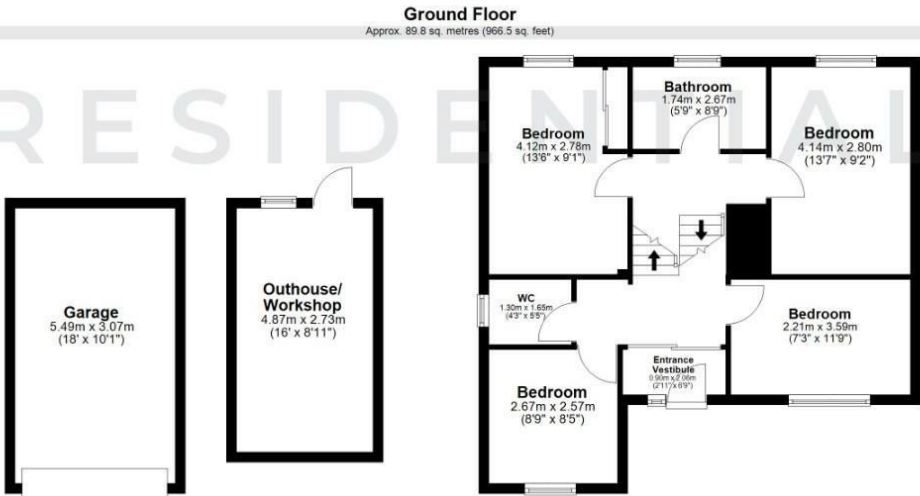 Ground Floor
Approx. 89.8 sq. metres (966.5 sq. feet)
RESIDENTIAL
Bathroom
1.74m x 2.67m
(5'9" x 8'9")
Bedroom
4.12m x 2.78m
(13'6" x 9'1")
Bedroom
4.14m x 2.80m
(13'7" x 9'2")
Garage
5.49m x 3.07m
(18' x 10'1")
Outhouse/
Workshop
4.87m x 2.73m
(16' x 8'11")
WC
1.30m x 1.65m
(4'3" x 5'5")
Bedroom
2.21m x 3.59m
(7'3" x 11'9")
Entrance
Vestibule
0.90m x 2.06m
(2'11" x 6'9")
Bedroom
2.67m x 2.57m
(8'9" x 8'5")